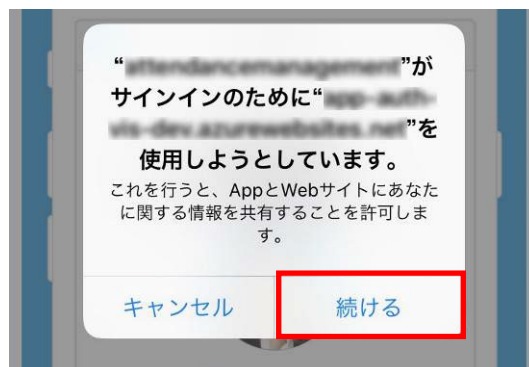 “ ”が
サインインのために“
”を
使用しようとしています。
これを行うと、AppとWebサイトにあなた
に関する情報を共有することを許可しま
す。
キャンセル
続ける